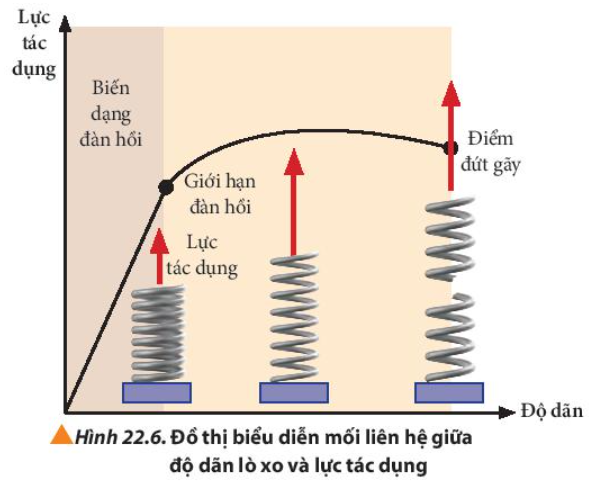 Lực
tác
dụng
Biến
dạng
đàn hồi
Giới hạn
đàn hồi
Lực
tác dụng
Điểm
đứt gãy
Độ dãn
Hình 22.6. Đồ thị biểu diễn mối liên hệ giữa
độ dãn lò xo và lực tác dụng